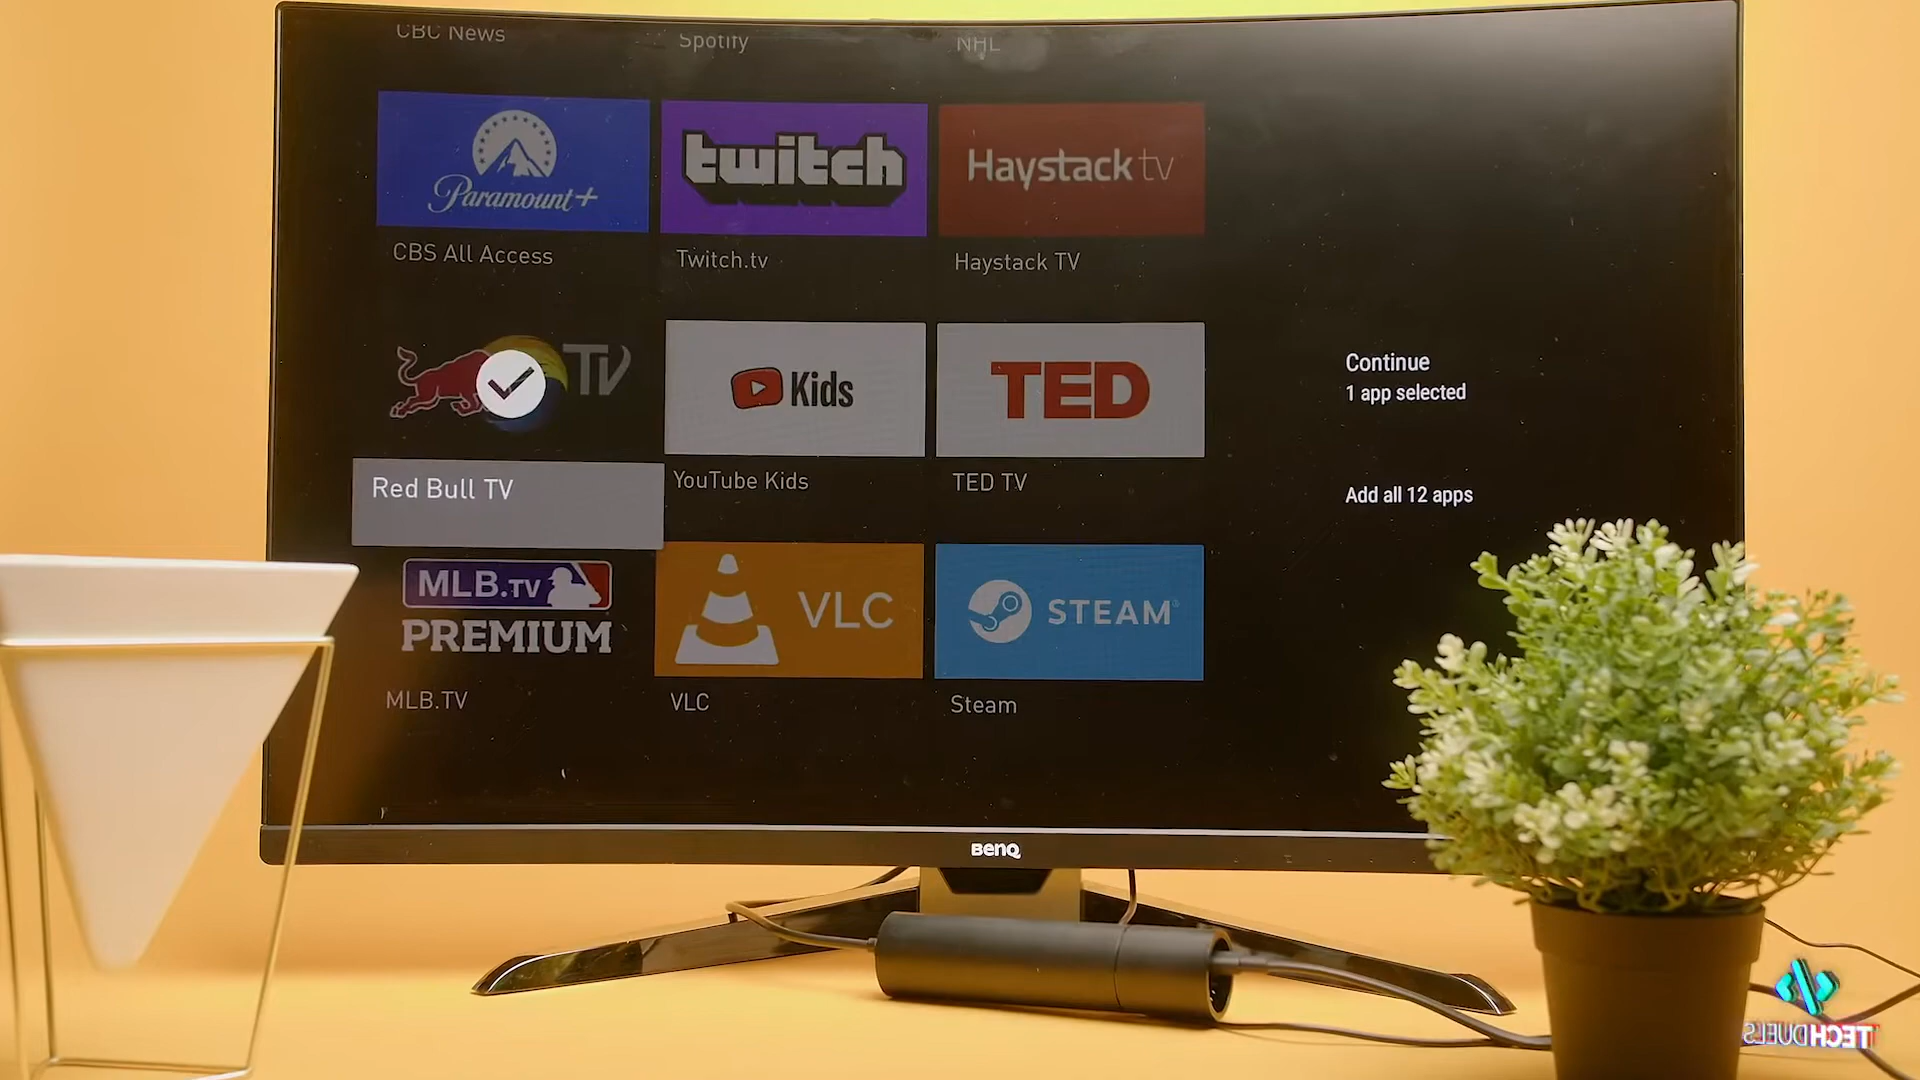 CBC News
Spotify
NHL
Paramount+
twitch
Haystack tv
CBS All Access
Twitch.tv
Haystack TV
TV
Kids
TED
Continue
1 app selected
Red Bull TV
YouTube Kids
TED TV
Add all 12 apps
MLB.TV
PREMIUM
VLC
STEAM
MLB.TV
VLC
Steam
BenQ
TECHDUELS